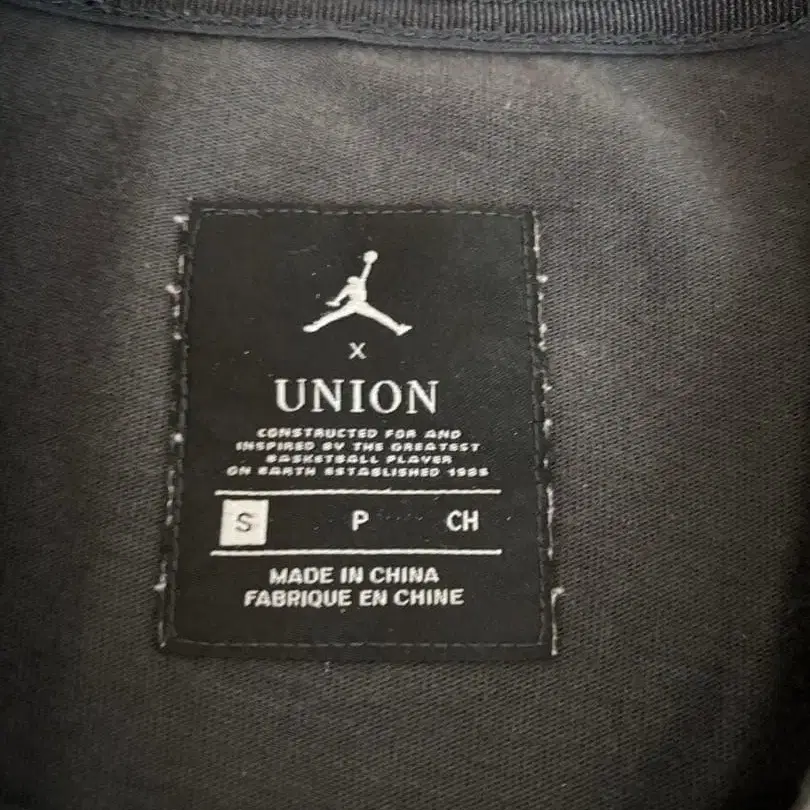 X
UNION
CONSTRUCTED FOR AND
INSPIRED BY THE GREATEST
BASKETBALL PLAYER
ON EARTH ESTABLISHED 1985
S P CH
MADE IN CHINA
FABRIQUE EN CHINE